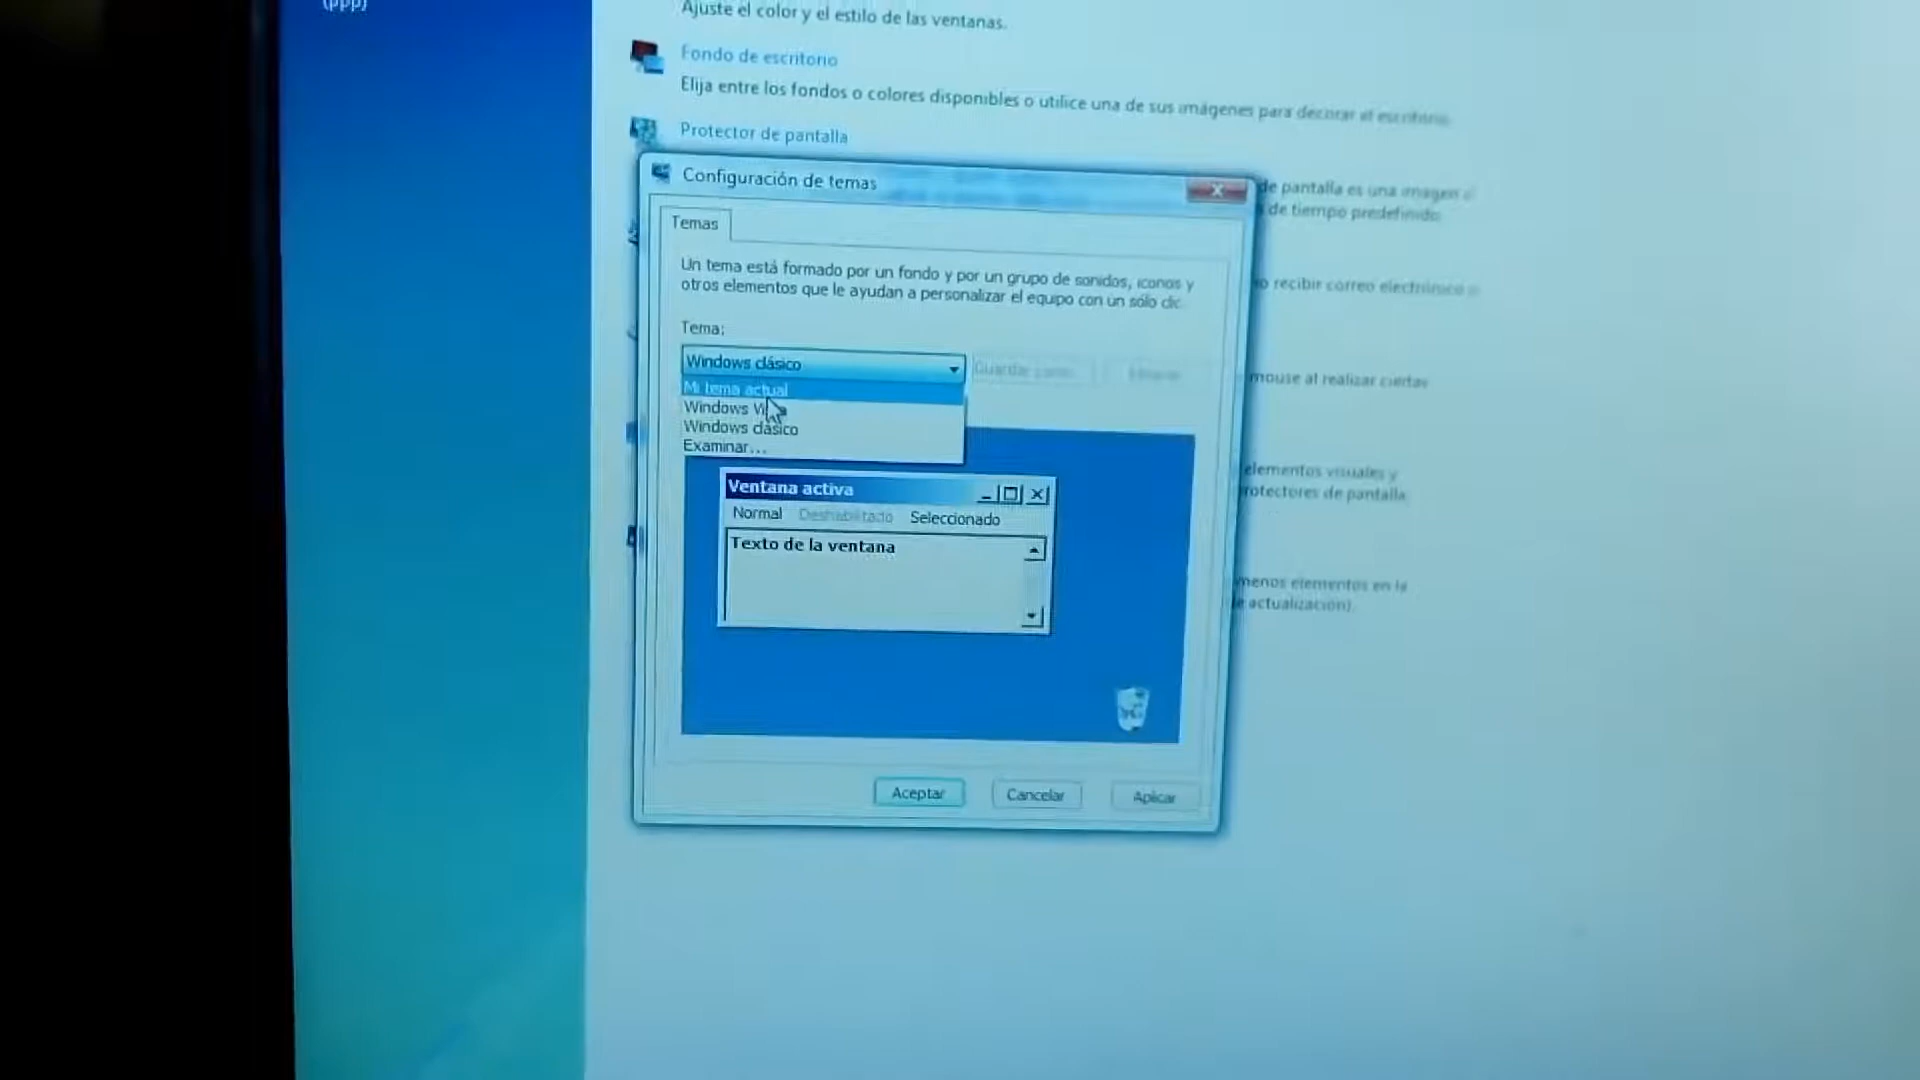 (ppp)
Ajuste el color y el estilo de las ventanas.
Fondo de escritorio
Elija entre los fondos o colores disponibles o utilice una de sus imágenes para decorar el escritorio.
Protector de pantalla
Configuración de temas
de pantalla es una imagen
de tiempo predefinido.
Temas
Un tema está formado por un fondo y por un grupo de sonidos, iconos y
otros elementos que le ayudan a personalizar el equipo con un sólo clic.
recibir correo electrónico
Tema:
Windows clásico
Guardar como...
mouse al realizar ciertas
Mi tema actual
Windows
Windows clásico
Examinar...
elementos visuales y
protectores de pantalla
Ventana activa
Normal Deshabilitado Seleccionado
Texto de la ventana
menos elementos en la
actualización).
Aceptar Cancelar Aplicar